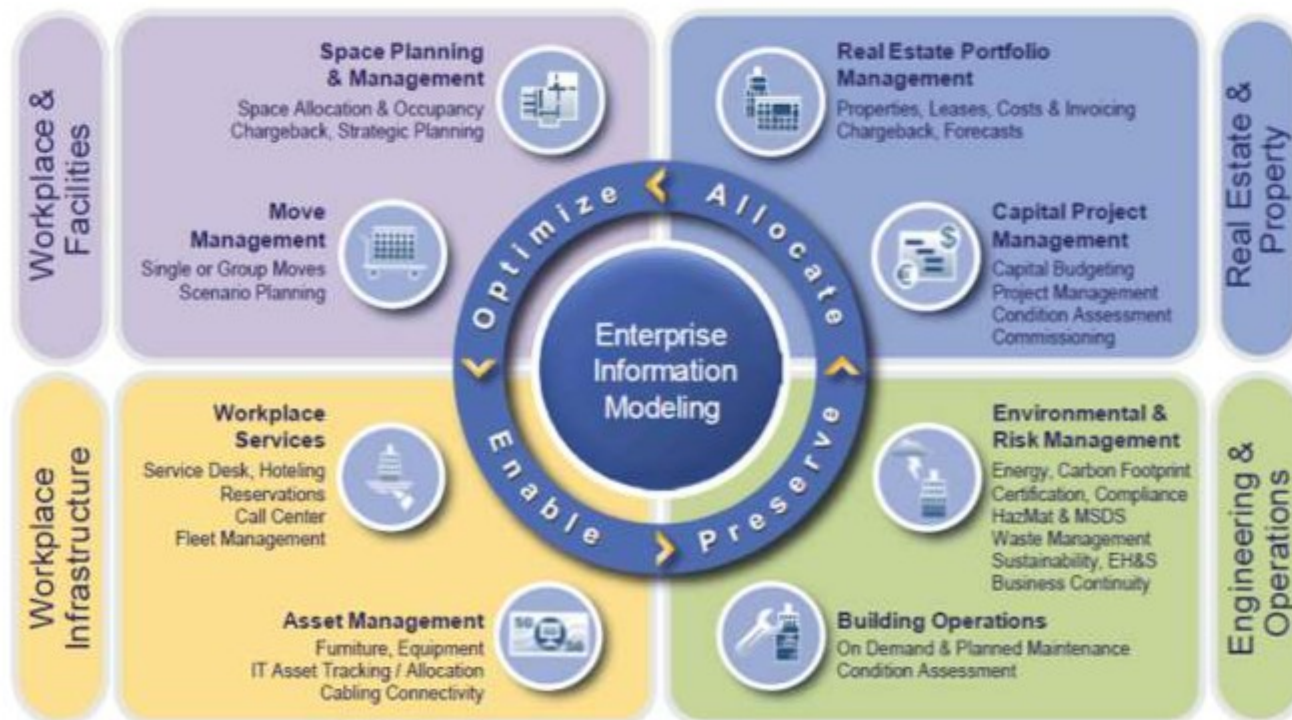 Workplace &
Facilities
Space Planning
& Management
Space Allocation & Occupancy
Chargeback, Strategic Planning
Move
Management
Single or Group Moves
Scenario Planning
Real Estate Portfolio
Management
Properties, Leases, Costs & Invoicing
Chargeback, Forecasts
Capital Project
Management
Capital Budgeting
Project Management
Condition Assessment
Commissioning
Real Estate &
Property
Optimize
Allocate
Enable
Preserve
Enterprise
Information
Modeling
Workplace
Infrastructure
Workplace
Services
Service Desk, Hoteling
Reservations
Call Center
Fleet Management
Asset Management
Furniture, Equipment
IT Asset Tracking / Allocation
Cabling Connectivity
Environmental &
Risk Management
Energy, Carbon Footprint
Certification, Compliance
HazMat & MSDS
Waste Management
Sustainability, EH&S
Business Continuity
Building Operations
On Demand & Planned Maintenance
Condition Assessment
Engineering &
Operations